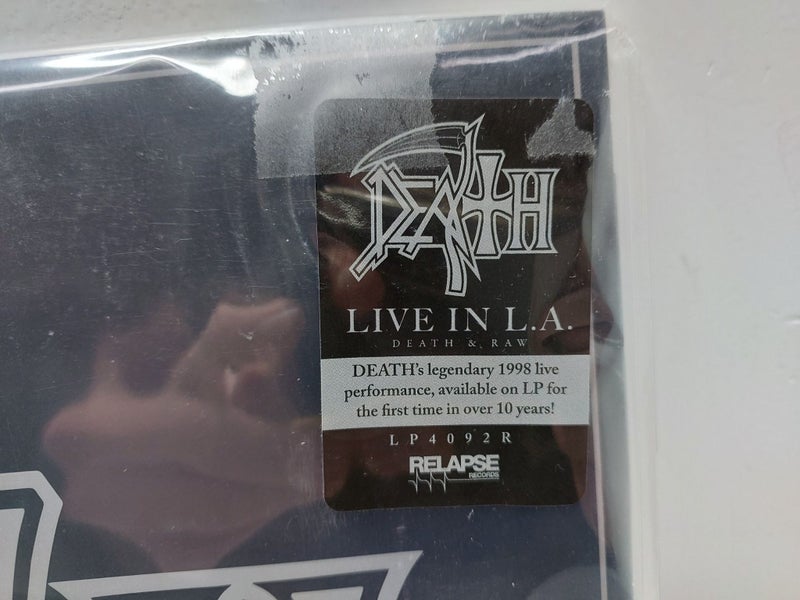 DEATH
LIVE IN L.A.
DEATH & RAW
DEATH's legendary 1998 live
performance, available on LP for
the first time in over 10 years!
LP4092R
RELAPSE
RECORDS